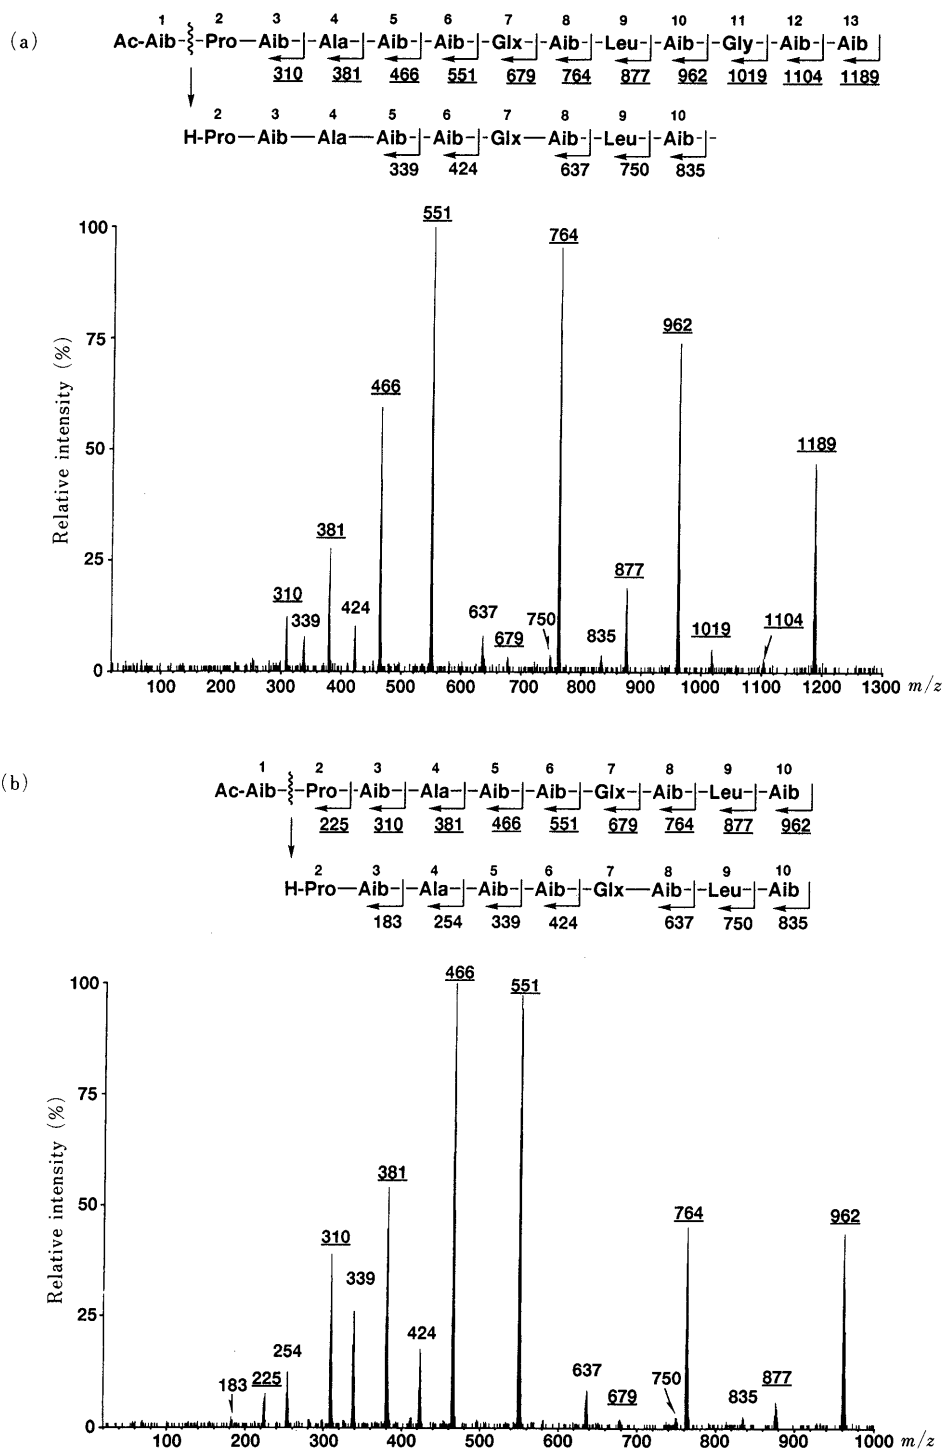 (a)
1 2 3 4 5 6 7 8 9 10 11 12 13
Ac-Aib-Pro-Aib-Ala-Aib-Aib-Glx-Aib-Leu-Aib-Gly-Aib-Aib
310 381 466 551 679 764 877 962 1019 1104 1189
2 3 4 5 6 7 8 9 10
H-Pro-Aib-Ala-Aib-Aib-Glx-Aib-Leu-Aib-
339 424 637 750 835
551
764
962
466
1189
381
877
310 339 424 637 679 750 835 1019 1104
Relative intensity (%)
100
75
50
25
0
100 200 300 400 500 600 700 800 900 1000 1100 1200 1300 m/z
(b)
1 2 3 4 5 6 7 8 9 10
Ac-Aib-Pro-Aib-Ala-Aib-Aib-Glx-Aib-Leu-Aib
225 310 381 466 551 679 764 877 962
2 3 4 5 6 7 8 9 10
H-Pro-Aib-Ala-Aib-Aib-Glx-Aib-Leu-Aib
183 254 339 424 637 750 835
466
551
381
764
962
310
339
424
254
183 225 637 679 750 835 877
Relative intensity (%)
100
75
50
25
0
100 200 300 400 500 600 700 800 900 1000 m/z